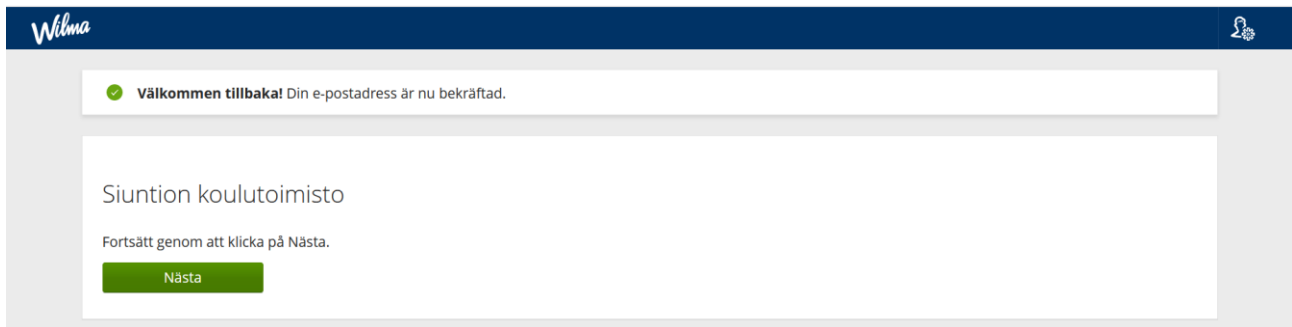 Wilma
Välkommen tillbaka! Din e-postadress är nu bekräftad.
Siuntion koulutoimisto
Fortsätt genom att klicka på Nästa.
Nästa